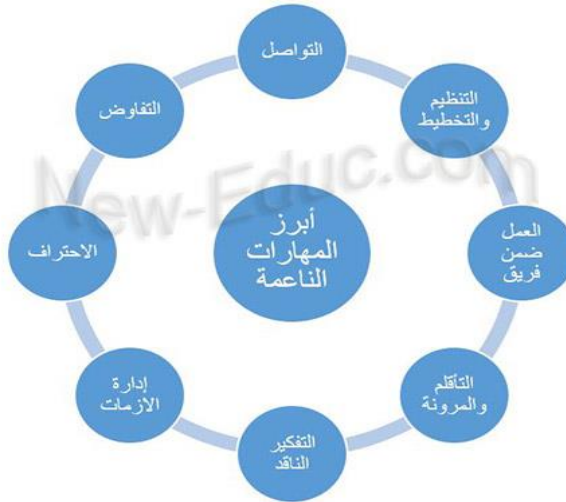 التواصل
التنظيم
والتخطيط
العمل
ضمن
فريق
التأقلم
والمرونة
التفكير
الناقد
إدارة
الازمات
الاحتراف
التفاوض
أبرز
المهارات
الناعمة
New-Educ.com